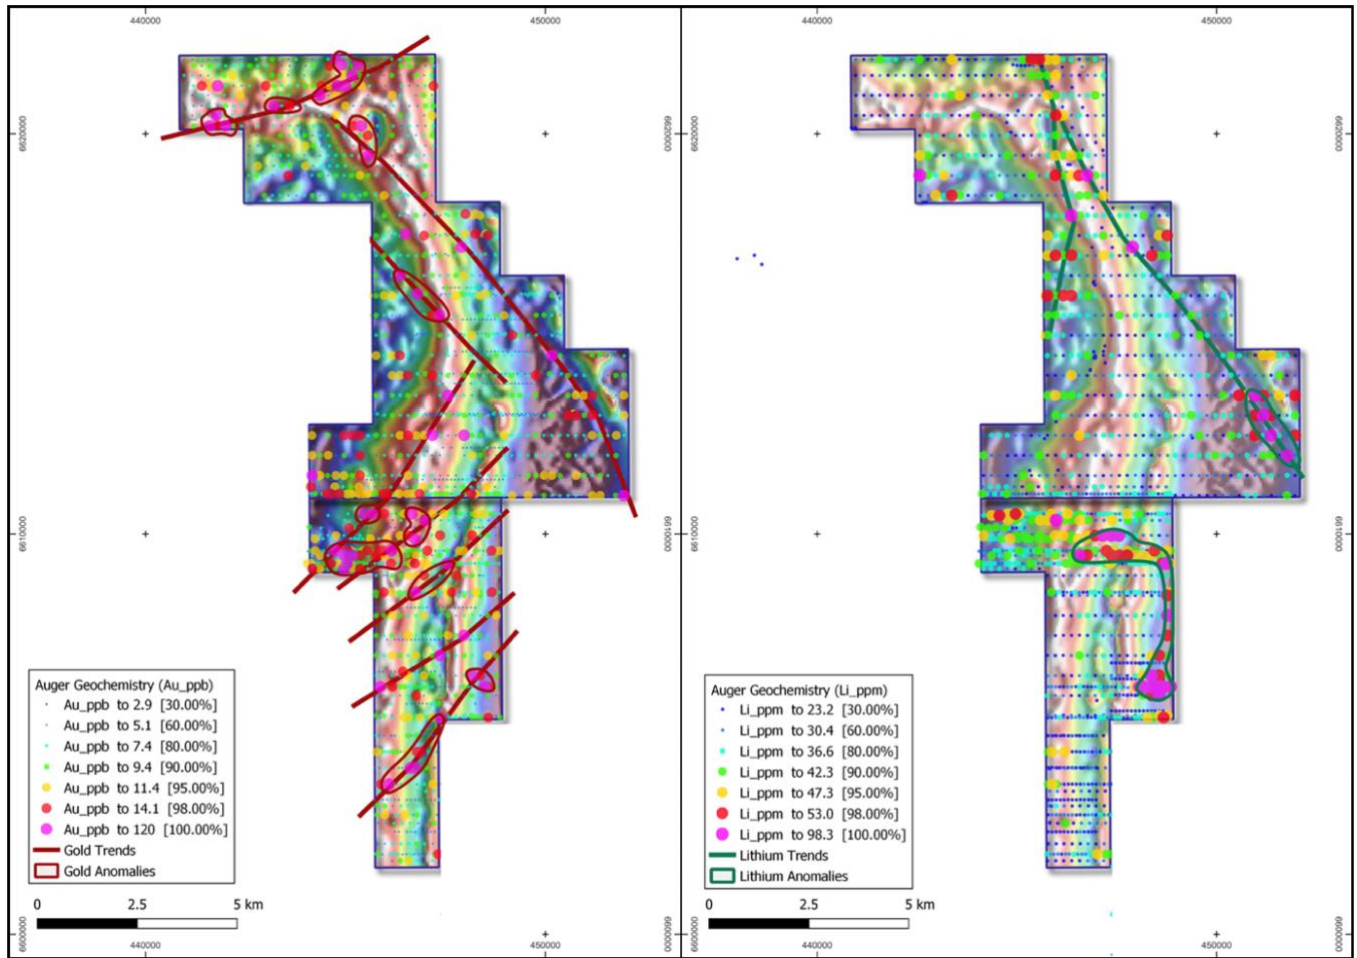 440000
450000
440000
450000
6620000
6620000
6620000
6610000
6610000
6610000
Auger Geochemistry (Au_ppb)
Au_ppb to 2.9 [30.00%]
Au_ppb to 5.1 [60.00%]
Au_ppb to 7.4 [80.00%]
Au_ppb to 9.4 [90.00%]
Au_ppb to 11.4 [95.00%]
Au_ppb to 14.1 [98.00%]
Au_ppb to 120 [100.00%]
Gold Trends
Gold Anomalies
0 2.5 5 km
Auger Geochemistry (Li_ppm)
Li_ppm to 23.2 [30.00%]
Li_ppm to 30.4 [60.00%]
Li_ppm to 36.6 [80.00%]
Li_ppm to 42.3 [90.00%]
Li_ppm to 47.3 [95.00%]
Li_ppm to 53.0 [98.00%]
Li_ppm to 98.3 [100.00%]
Lithium Trends
Lithium Anomalies
0 2.5 5 km
6600000
6600000
6600000
440000
450000
440000
450000